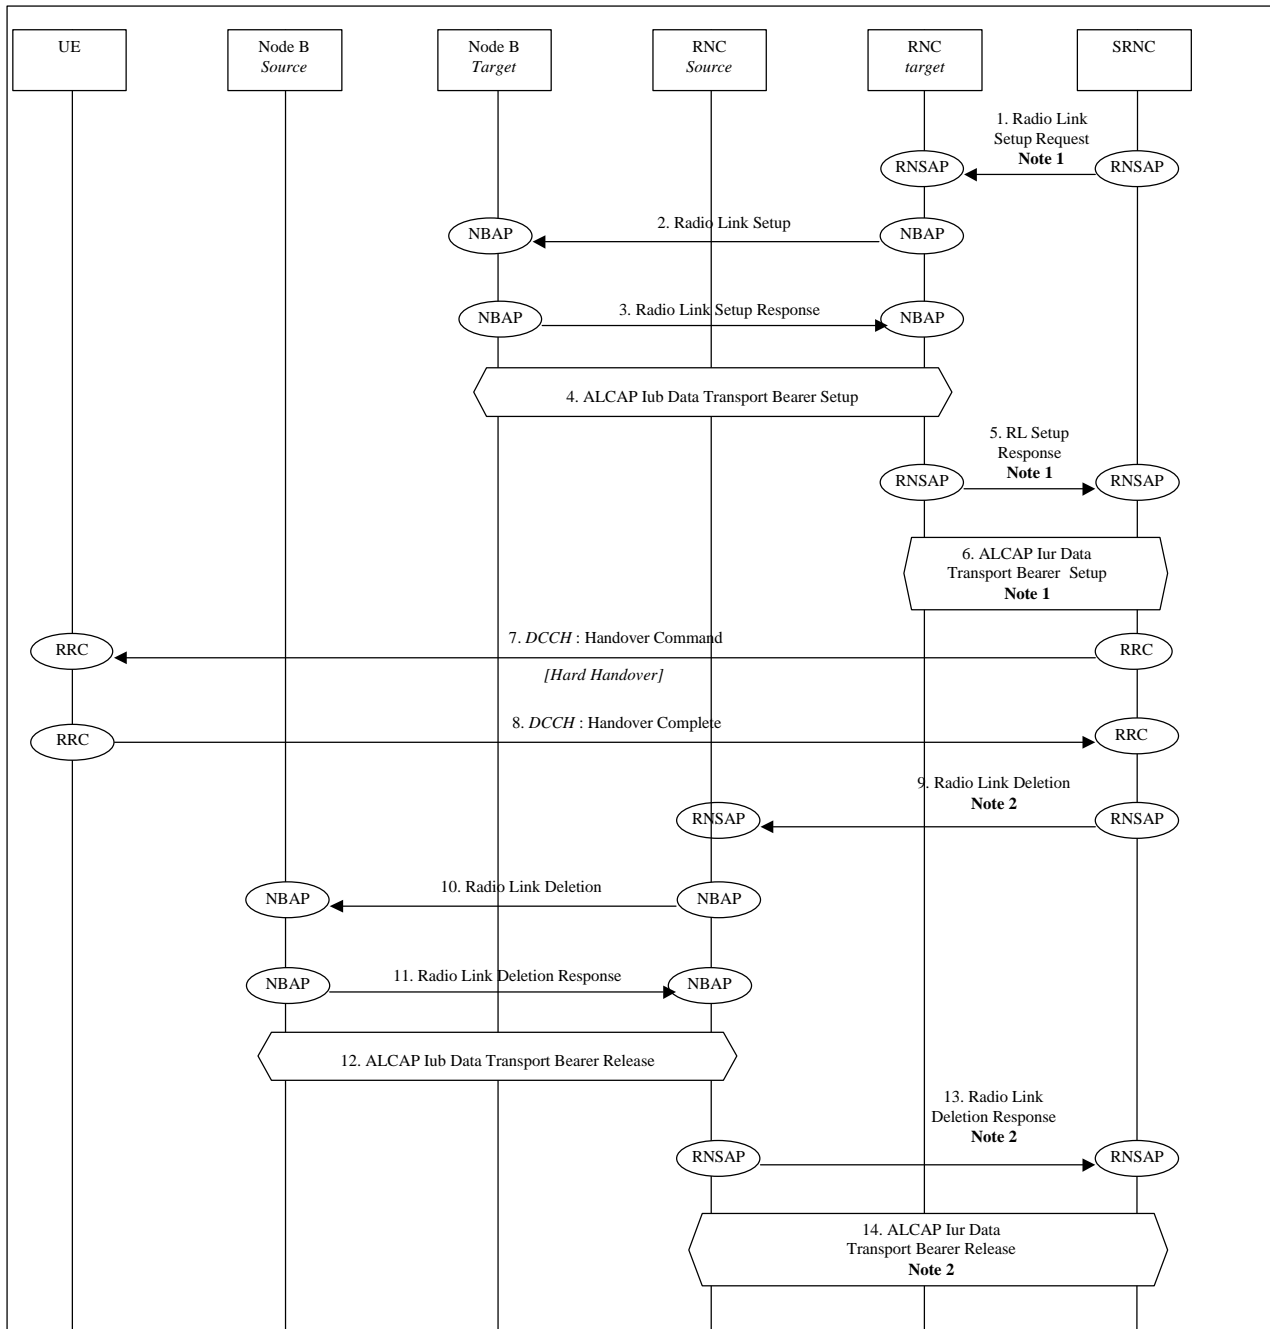 UE
Node B
Source
Node B
Target
RNC
Source
RNC
target
SRNC
1. Radio Link
Setup Request
Note 1
RNSAP
RNSAP
2. Radio Link Setup
NBAP
NBAP
3. Radio Link Setup Response
NBAP
NBAP
4. ALCAP Iub Data Transport Bearer Setup
5. RL Setup
Response
Note 1
RNSAP
RNSAP
6. ALCAP Iur Data
Transport Bearer Setup
Note 1
7. DCCH : Handover Command
RRC
RRC
[Hard Handover]
8. DCCH : Handover Complete
RRC
RRC
9. Radio Link Deletion
Note 2
RNSAP
RNSAP
10. Radio Link Deletion
NBAP
NBAP
11. Radio Link Deletion Response
NBAP
NBAP
12. ALCAP Iub Data Transport Bearer Release
13. Radio Link
Deletion Response
Note 2
RNSAP
RNSAP
14. ALCAP Iur Data
Transport Bearer Release
Note 2